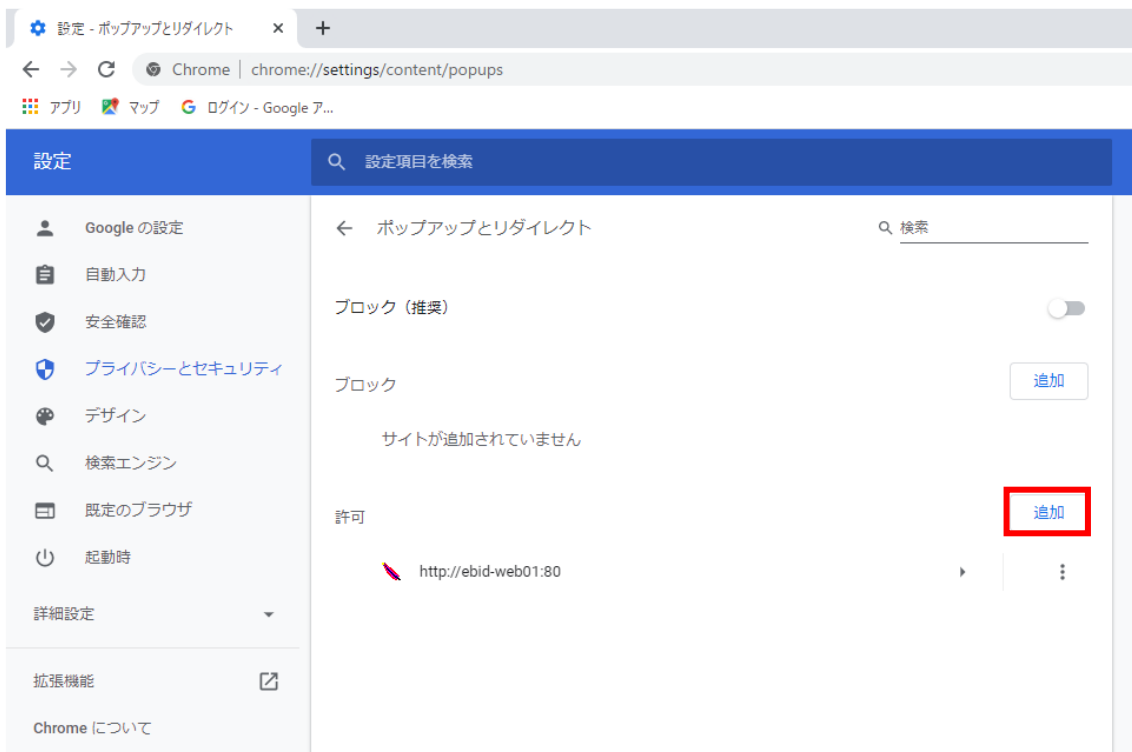 設定 - ポップアップとリダイレクト
Chrome | chrome://settings/content/popups
アプリ マップ ログイン - Google ア...
設定
設定項目を検索
Google の設定
自動入力
安全確認
プライバシーとセキュリティ
デザイン
検索エンジン
既定のブラウザ
起動時
詳細設定
拡張機能
Chrome について
ポップアップとリダイレクト
検索
ブロック（推奨）
ブロック
追加
サイトが追加されていません
許可
追加
http://ebid-web01:80